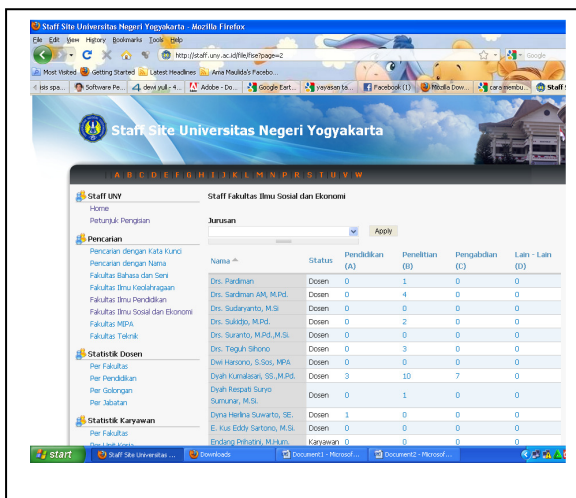 Staff Site Universitas Negeri Yogyakarta - Mozilla Firefox
File Edit View History Bookmarks Tools Help
http://staff.uny.ac.id/file/fise?page=2
Google
Most Visited Getting Started Latest Headlines Ama Maulida's Facebo...
isis spa... Software Pe... dewi yull - 4... Adobe - Do... Google Eart... yayasan ta... Facebook (1) Mozilla Dow... cara membu... Staff
Staff Site Universitas Negeri Yogyakarta
A B C D E F G H I J K L M N P R S T U V W
Staff UNY
Home
Petunjuk Pengisian
Pencarian
Pencarian dengan Kata Kunci
Pencarian dengan Nama
Fakultas Bahasa dan Seni
Fakultas Ilmu Keolahragaan
Fakultas Ilmu Pendidikan
Fakultas Ilmu Sosial dan Ekonomi
Fakultas MIPA
Fakultas Teknik
Statistik Dosen
Per Fakultas
Per Pendidikan
Per Golongan
Per Jabatan
Statistik Karyawan
Per Fakultas
Per Unit Kerja
Staff Fakultas Ilmu Sosial dan Ekonomi
Jurusan
Apply
Nama Status Pendidikan (A) Penelitian (B) Pengabdian (C) Lain - Lain (D)
Drs. Pardiman Dosen 0 1 0 0
Drs. Sardiman AM, M.Pd. Dosen 0 4 0 0
Drs. Sudaryanto, M.Si Dosen 0 0 0 0
Drs. Sukidjo, M.Pd. Dosen 0 2 0 0
Drs. Suranto, M.Pd.,M.Si. Dosen 0 0 0 0
Drs. Teguh Sihono Dosen 0 3 0 0
Dwi Harsono, S.Sos, MPA Dosen 0 0 0 0
Dyah Kumalasari, SS.,M.Pd. Dosen 3 10 7 0
Dyah Respati Suryo Sumunar, M.Si. Dosen 0 1 0 0
Dyna Herlina Suwarto, SE. Dosen 1 0 0 0
E. Kus Eddy Sartono, M.Si. Dosen 0 0 0 0
Endang Prihatini, M.Hum. Karyawan 0 0 0 0
start Staff Site Universitas ... Downloads Document1 - Microsof... Document2 - Microsof...